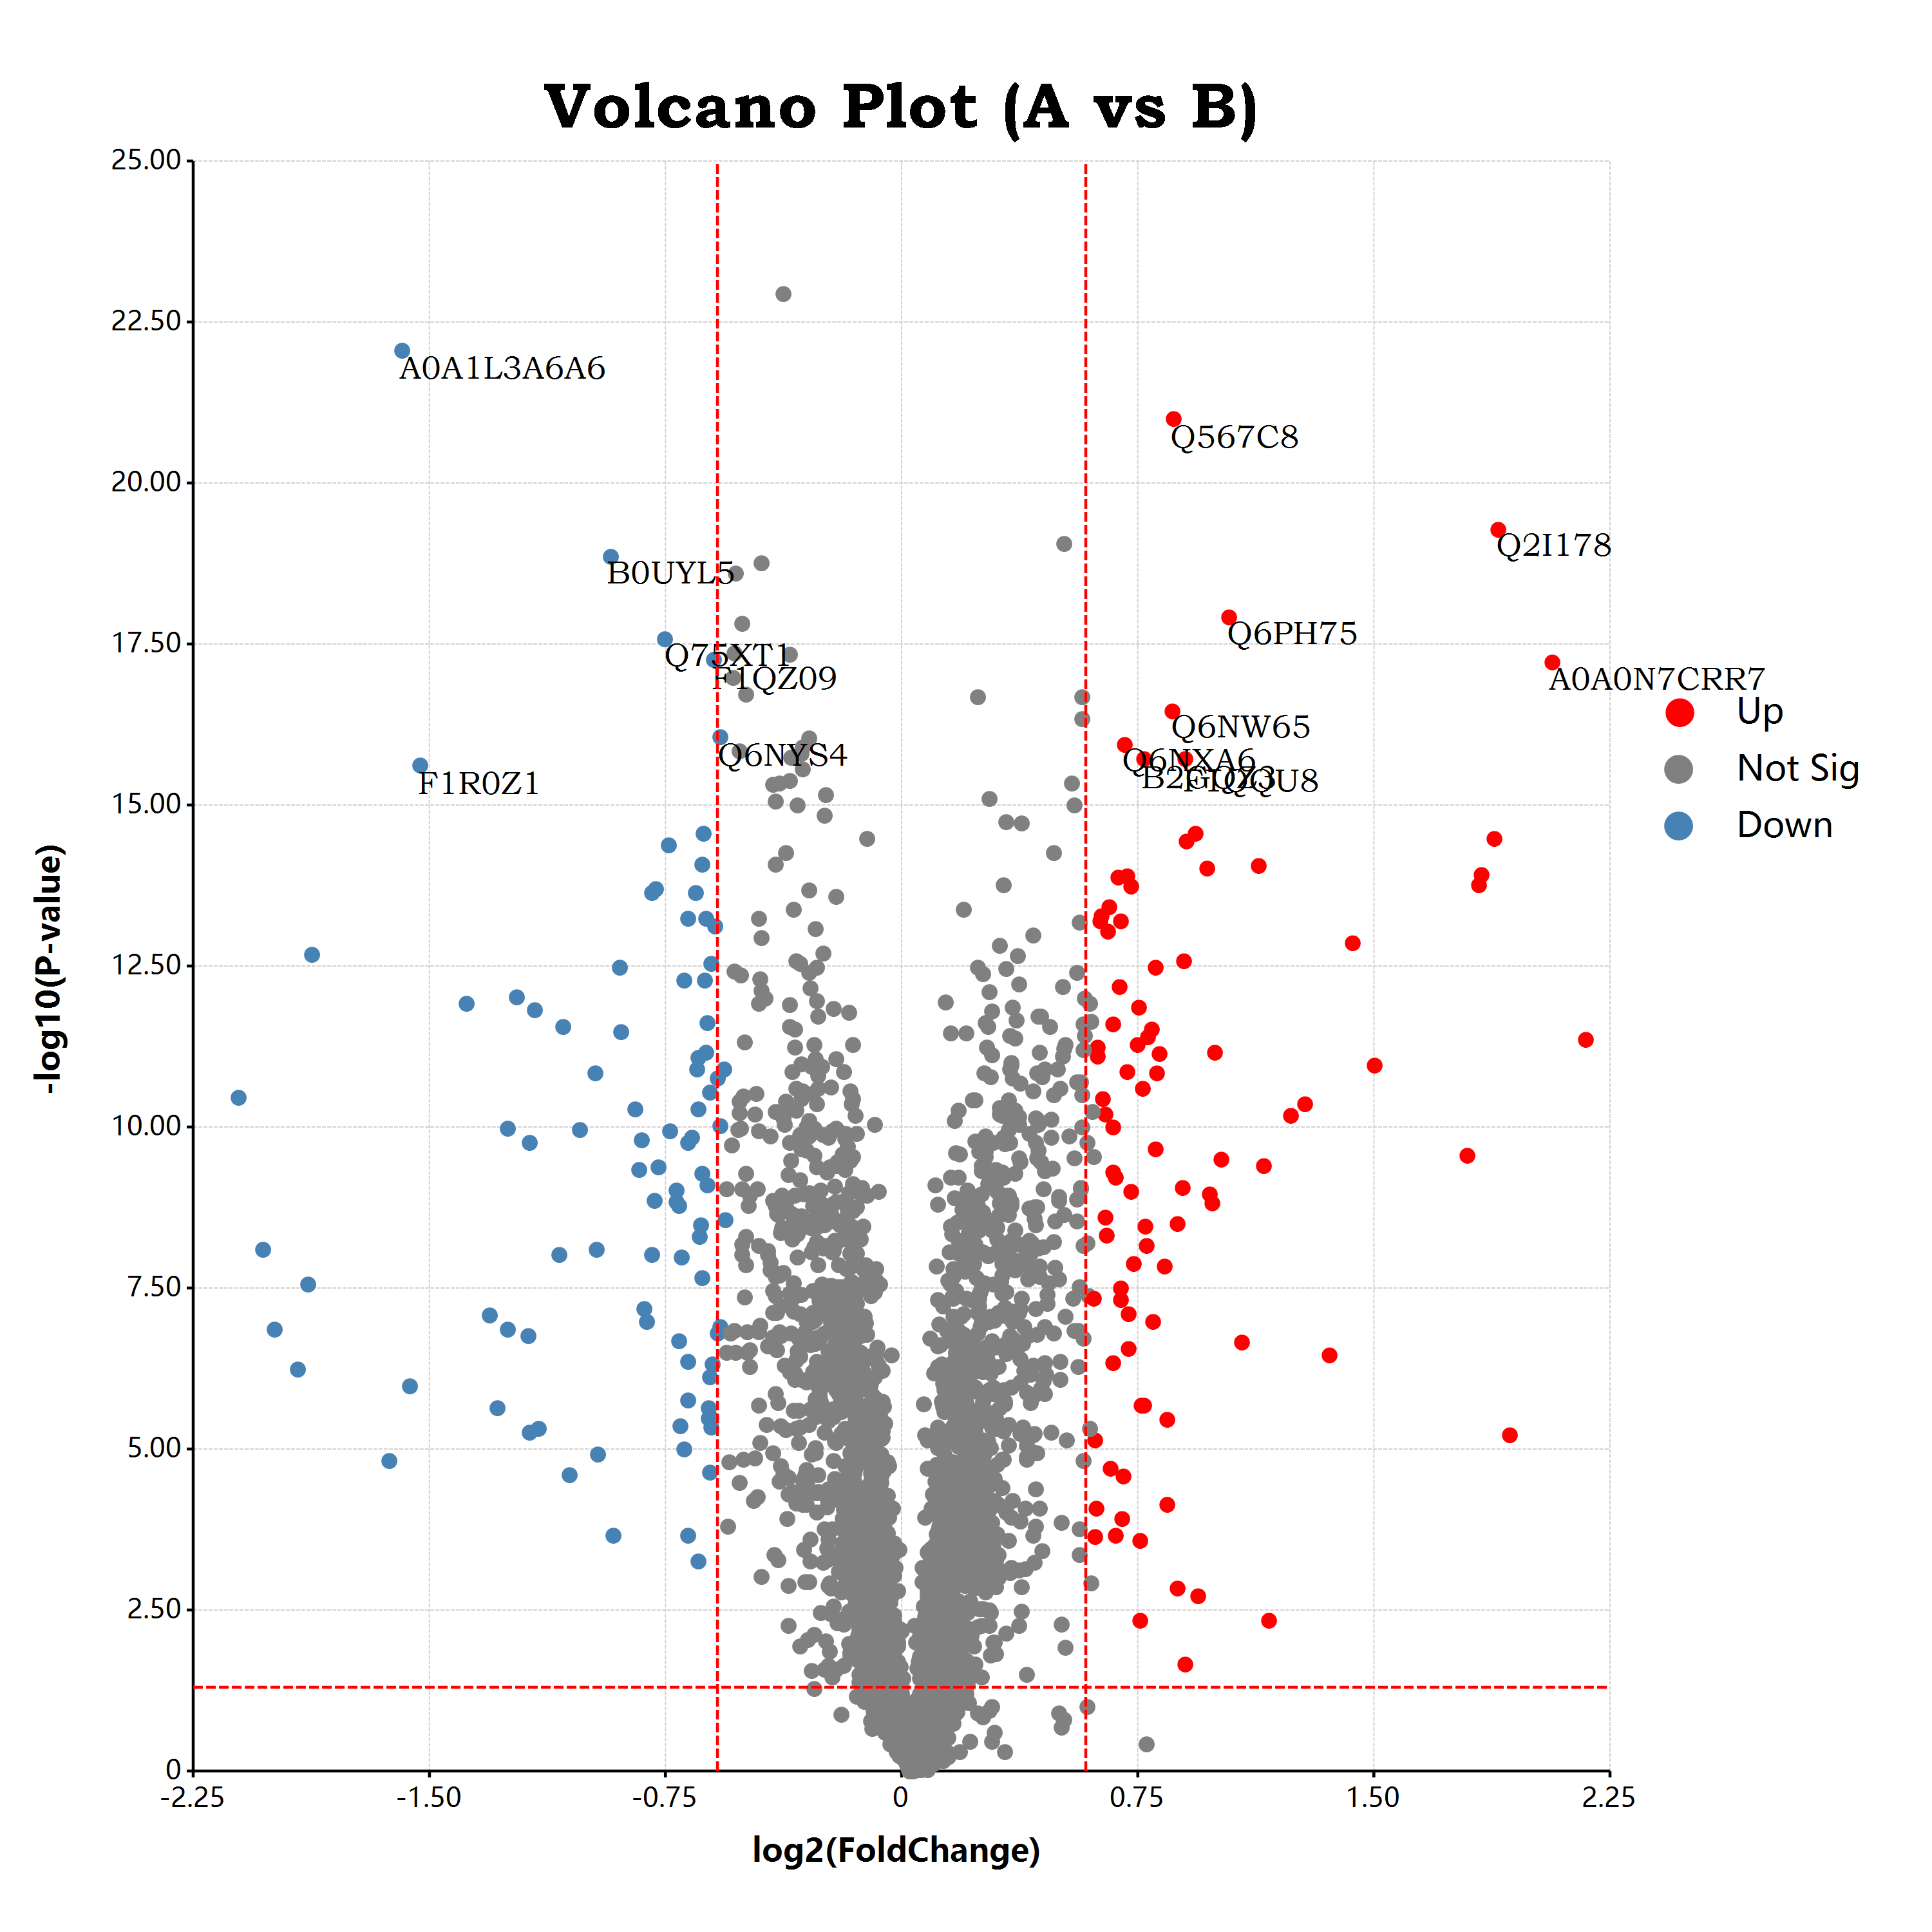 Volcano Plot (A vs B)
25.00
22.50
A0A1L3A6A6
Q567C8
20.00
Q2I178
B0UYL5
17.50
Q6PH75
Q75XT1
F1QZ09
A0A0N7CRR7
Up
Q6NW65
Q6NYS4
Q6NXA6
Not Sig
F1R0Z1
15.00
Down
12.50
-log10(P-value)
10.00
7.50
5.00
2.50
0
-2.25 -1.50 -0.75 0 0.75 1.50 2.25
log2(FoldChange)